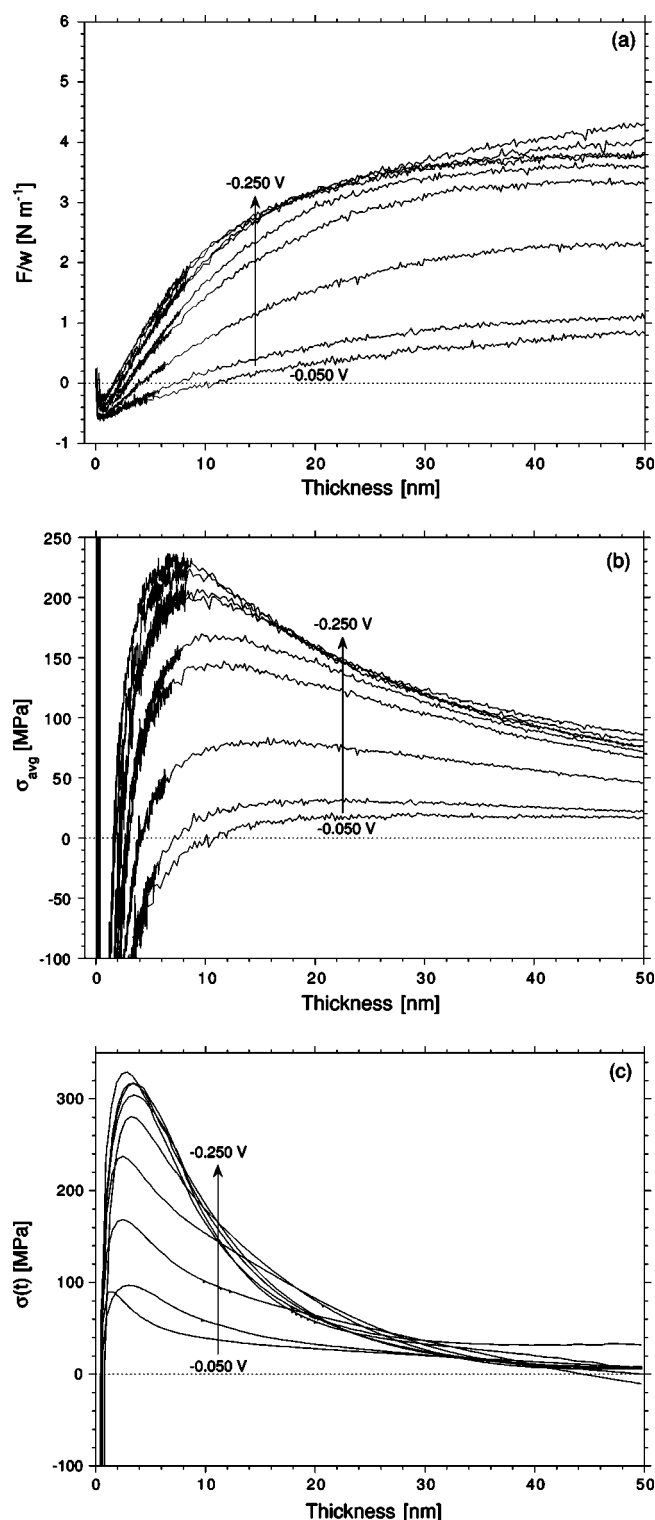 (a)
6
5
4
3
2
1
0
-1
F/w [N m⁻¹]
-0.250 V
-0.050 V
0 10 20 30 40 50
Thickness [nm]
(b)
250
200
150
100
50
0
-50
-100
σavg [MPa]
-0.250 V
-0.050 V
0 10 20 30 40 50
Thickness [nm]
(c)
300
200
100
0
-100
σ(t) [MPa]
-0.250 V
-0.050 V
0 10 20 30 40 50
Thickness [nm]